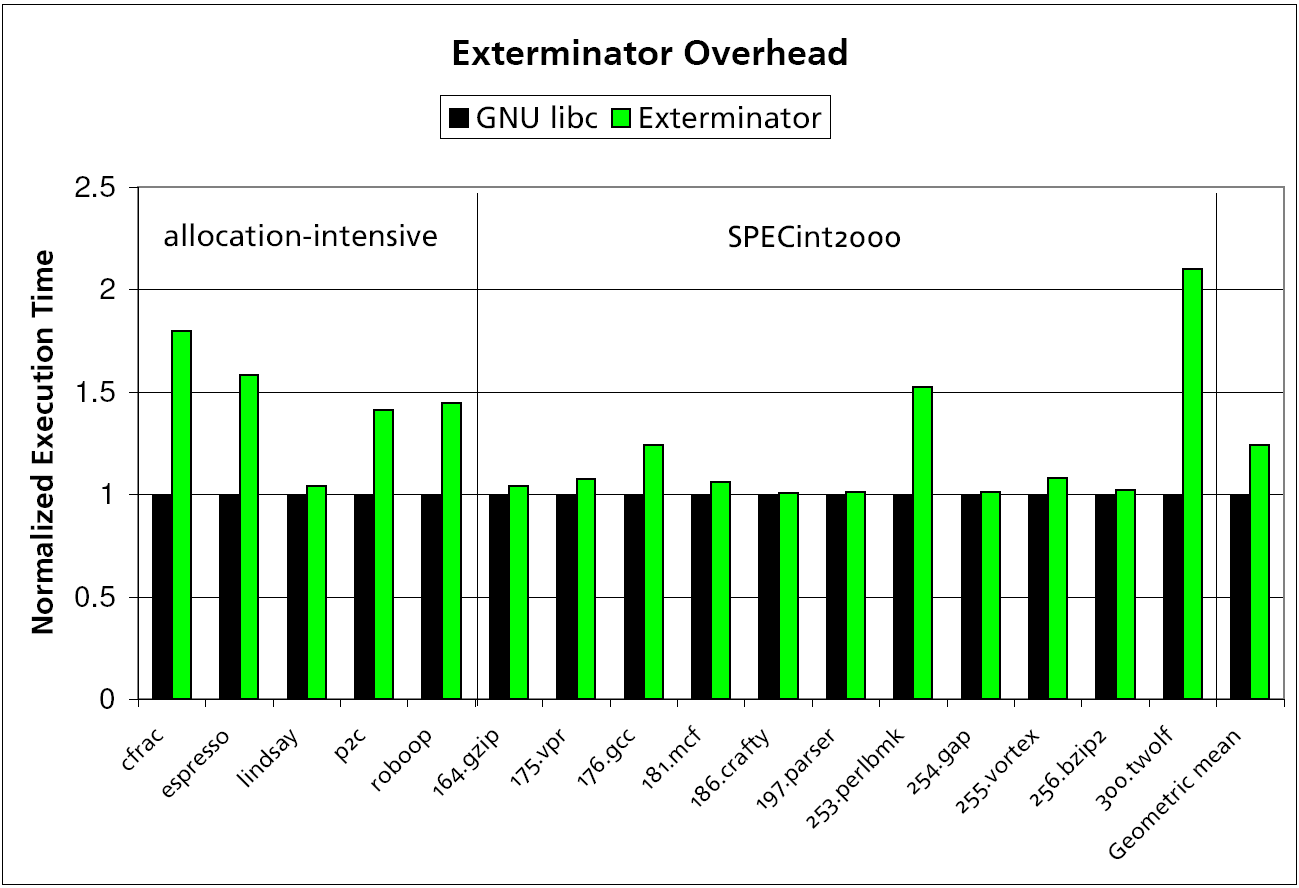 Exterminator Overhead
GNU libc Exterminator
2.5
2
1.5
1
0.5
0
Normalized Execution Time
allocation-intensive
SPECint2000
cfrac
espresso
lindsay
p2c
roboop
164.gzip
175.vpr
176.gcc
181.mcf
186.crafty
197.parser
253.perlbmk
254.gap
255.vortex
256.bzip2
300.twolf
Geometric mean